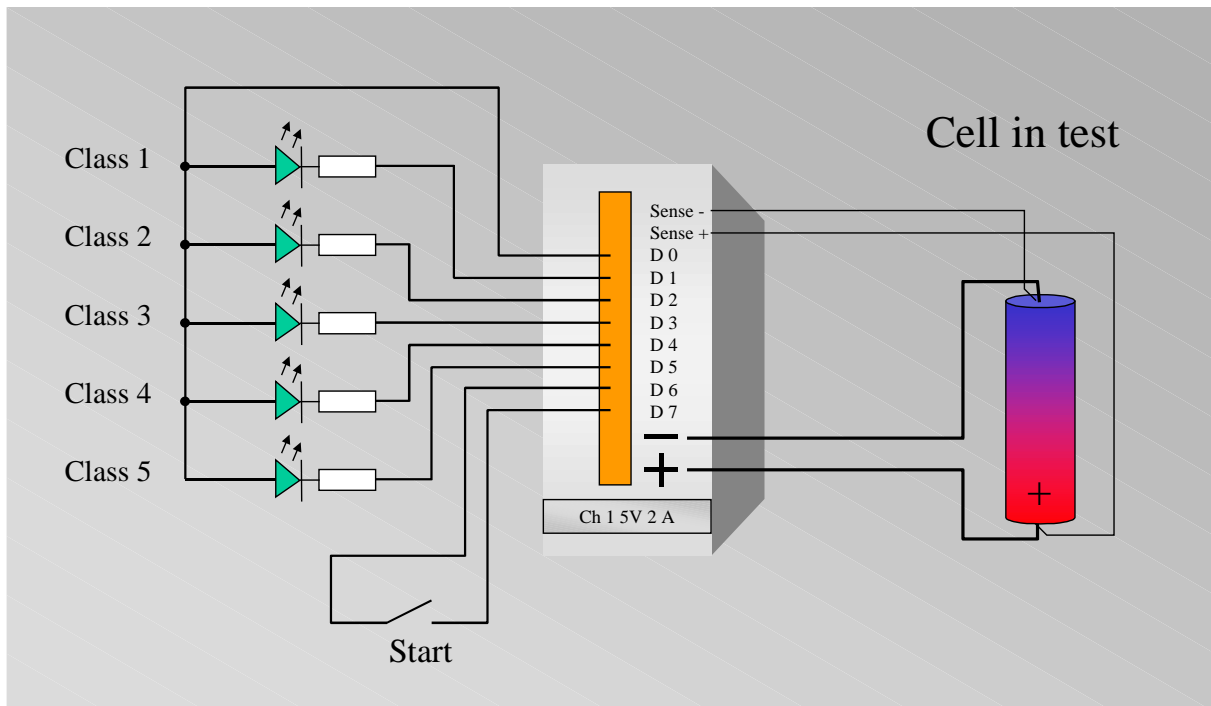 Cell in test
Class 1
Class 2
Class 3
Class 4
Class 5
Sense -
Sense +
D 0
D 1
D 2
D 3
D 4
D 5
D 6
D 7
−
+
Ch 1 5V 2 A
+
Start